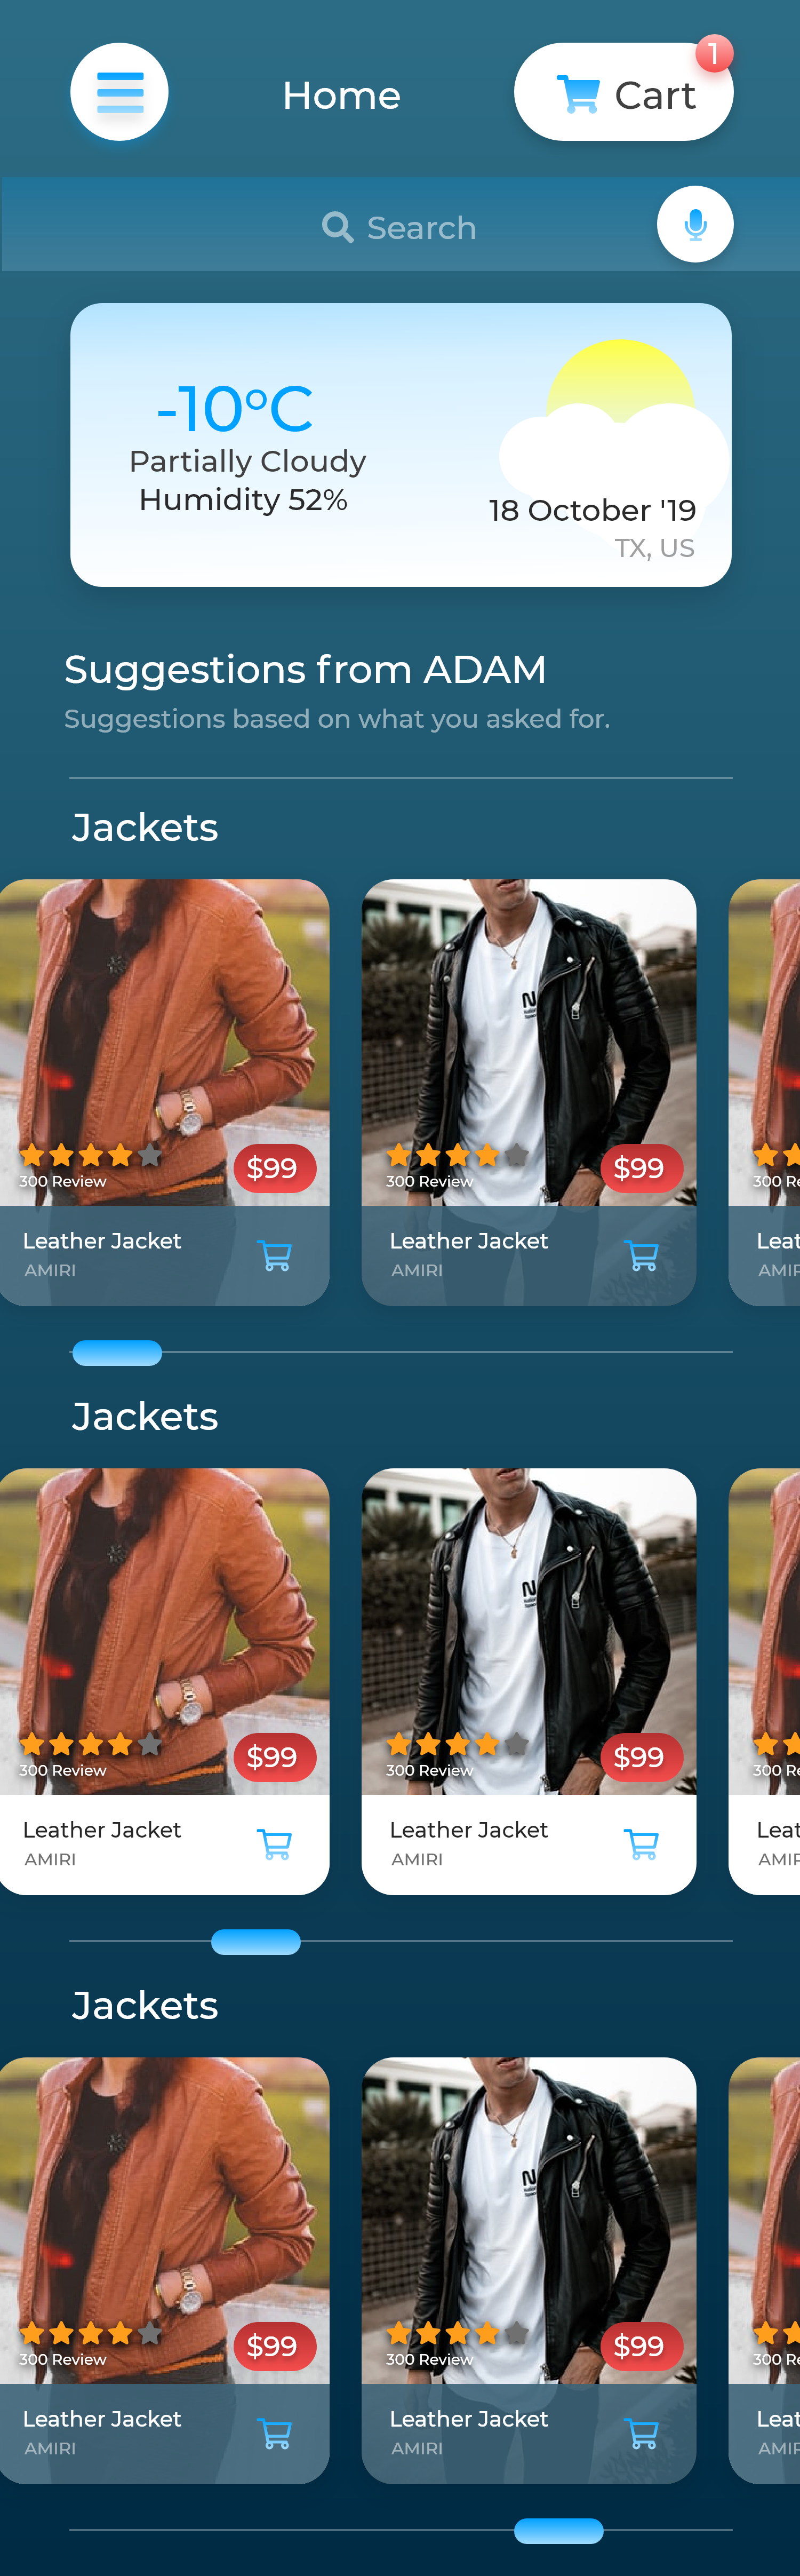 Home
Cart
1
Search
-10°C
Partially Cloudy
Humidity 52%
18 October '19
TX, US
Suggestions from ADAM
Suggestions based on what you asked for.
Jackets
300 Review
$99
Leather Jacket
AMIRI
N
300 Review
$99
Leather Jacket
AMIRI
300 Re
Leat
AMIR
Jackets
300 Review
$99
Leather Jacket
AMIRI
N
300 Review
$99
Leather Jacket
AMIRI
300 Re
Leat
AMIR
Jackets
300 Review
$99
Leather Jacket
AMIRI
N
300 Review
$99
Leather Jacket
AMIRI
300 Re
Leat
AMIR